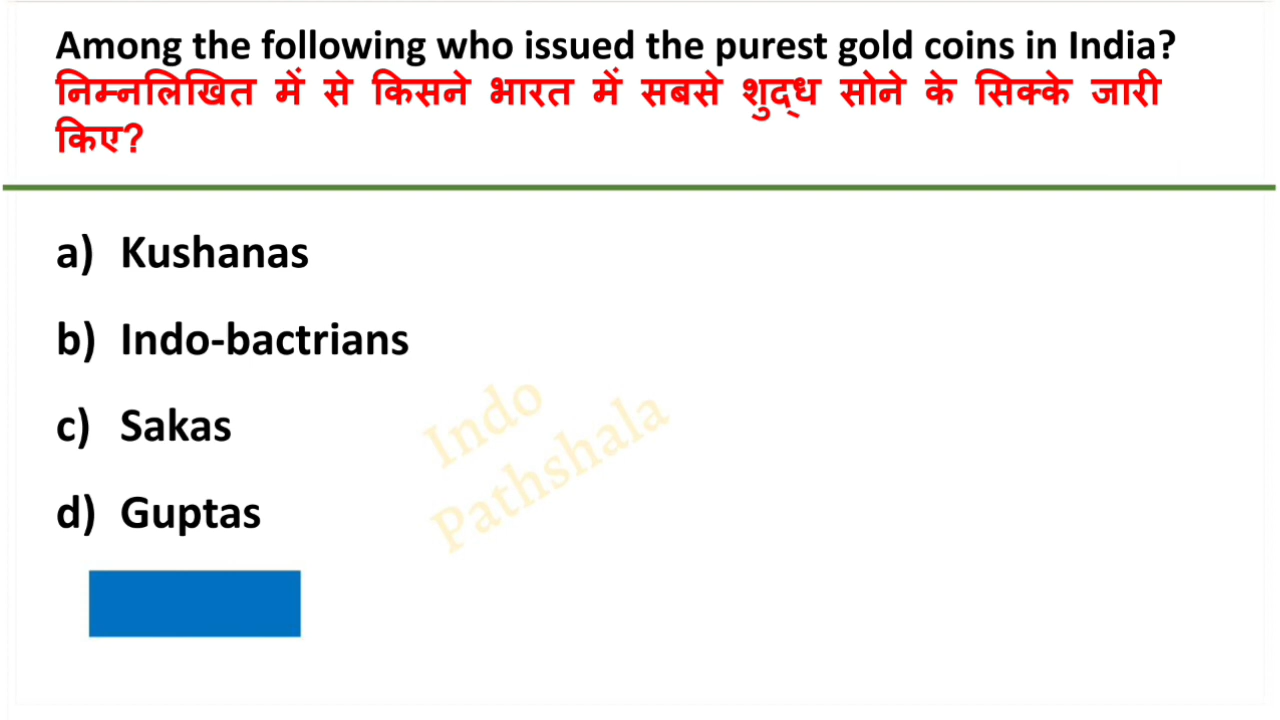 Among the following who issued the purest gold coins in India?
निम्नलिखित में से किसने भारत में सबसे शुद्ध सोने के सिक्के जारी
किए?
a) Kushanas
b) Indo-bactrians
c) Sakas
d) Guptas
Indo
Pathshala